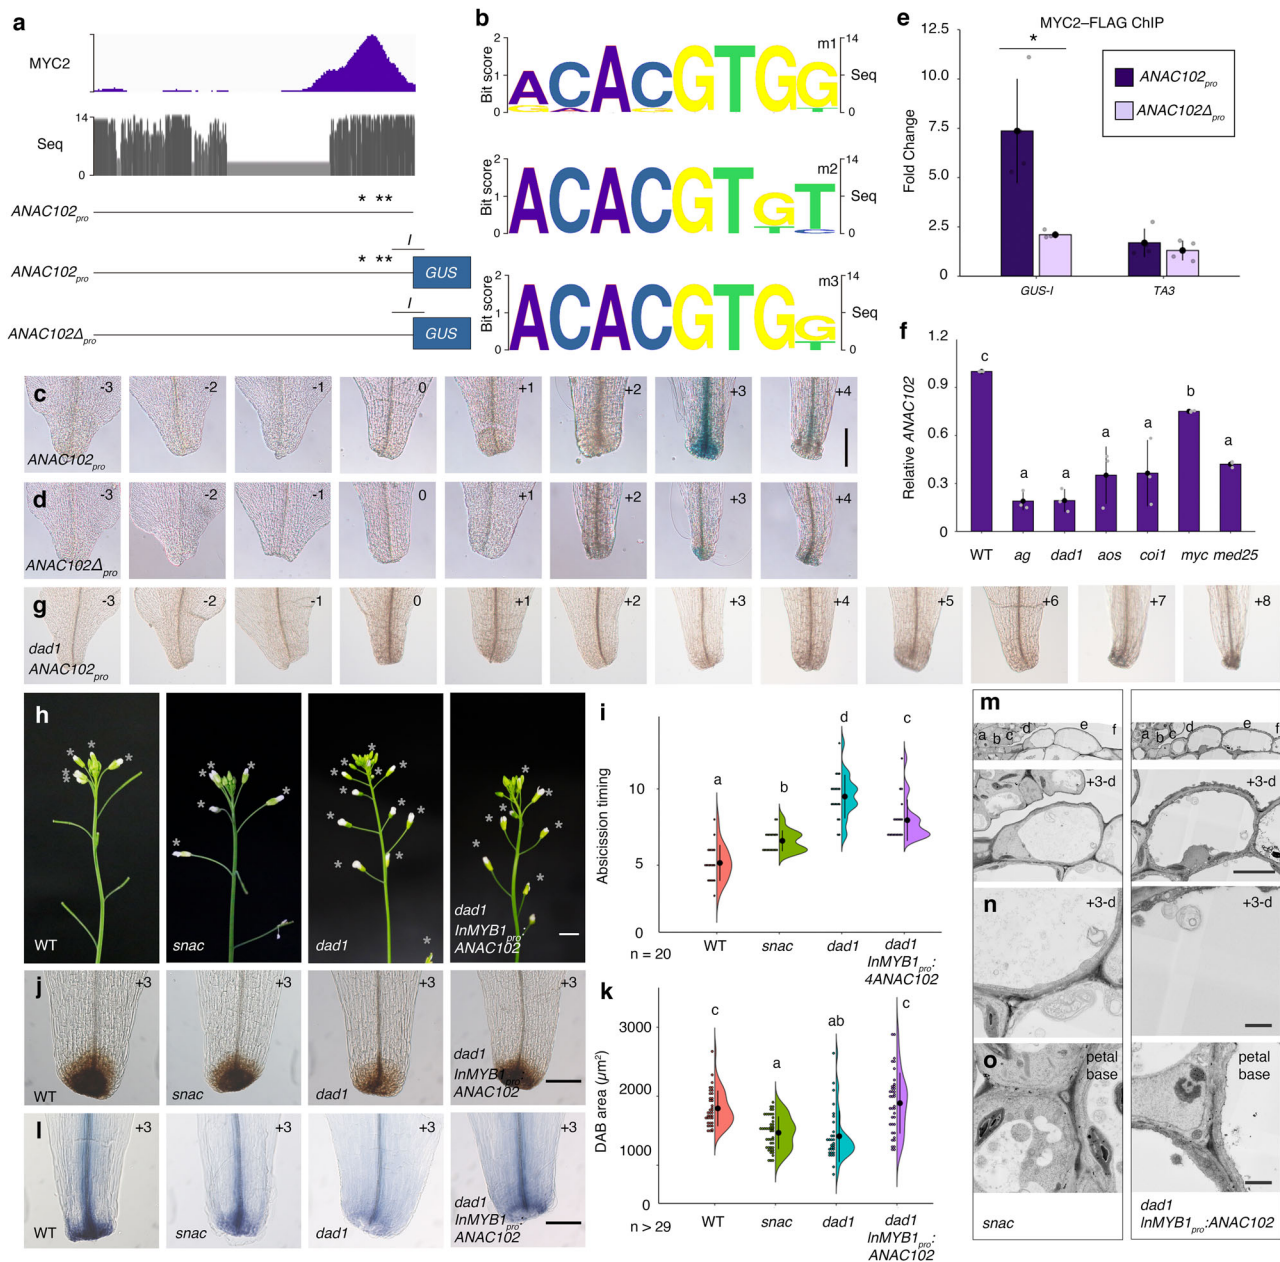 a
MYC2
14
Seq
0
* **
ANAC102pro
I
* **
ANAC102pro
GUS
I
ANAC102Δpro
GUS
b
2
1
0
Bit score
ACACGTGG
m1
14
Seq
0
2
1
0
Bit score
ACACGTGT
m2
14
Seq
0
2
1
0
Bit score
ACACGTGG
m3
14
Seq
0
e
MYC2–FLAG ChIP
12.5
10.0
7.5
5.0
2.5
0
Fold Change
*
ANAC102pro
ANAC102Δpro
GUS-I TA3
f
1.2
0.9
0.6
0.3
0
Relative ANAC102
c a a a a b a
WT ag dad1 aos coi1 myc med25
c
-3 -2 -1 0 +1 +2 +3 +4
ANAC102pro
d
-3 -2 -1 0 +1 +2 +3 +4
ANAC102Δpro
g
-3 -2 -1 0 +1 +2 +3 +4 +5 +6 +7 +8
dad1
ANAC102pro
h
WT
snac
dad1
dad1
InMYB1pro:
ANAC102
i
Absicission timing
10
5
0
a b d c
n = 20
WT snac dad1 dad1
InMYB1pro:
4ANAC102
j
+3 +3 +3 +3
WT
snac
dad1
dad1
InMYB1pro:
ANAC102
k
DAB area (µm²)
3000
2000
1000
0
c a ab c
n > 29
WT snac dad1 dad1
InMYB1pro:
ANAC102
l
+3 +3 +3 +3
WT
snac
dad1
dad1
InMYB1pro:
ANAC102
m
a b c d e f
a b c d e f
+3-d +3-d
n
+3-d +3-d
o
petal
base
petal
base
snac
dad1
InMYB1pro:ANAC102